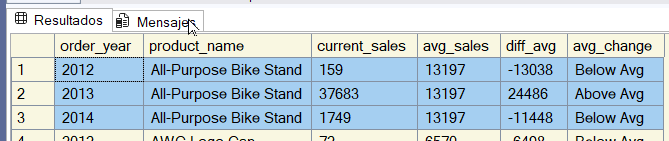 Resultados Mensajes
order_year product_name current_sales avg_sales diff_avg avg_change
1 2012 All-Purpose Bike Stand 159 13197 -13038 Below Avg
2 2013 All-Purpose Bike Stand 37683 13197 24486 Above Avg
3 2014 All-Purpose Bike Stand 1749 13197 -11448 Below Avg
4 2012 AWC Logo Cap 72 6570 -6498 Below Avg